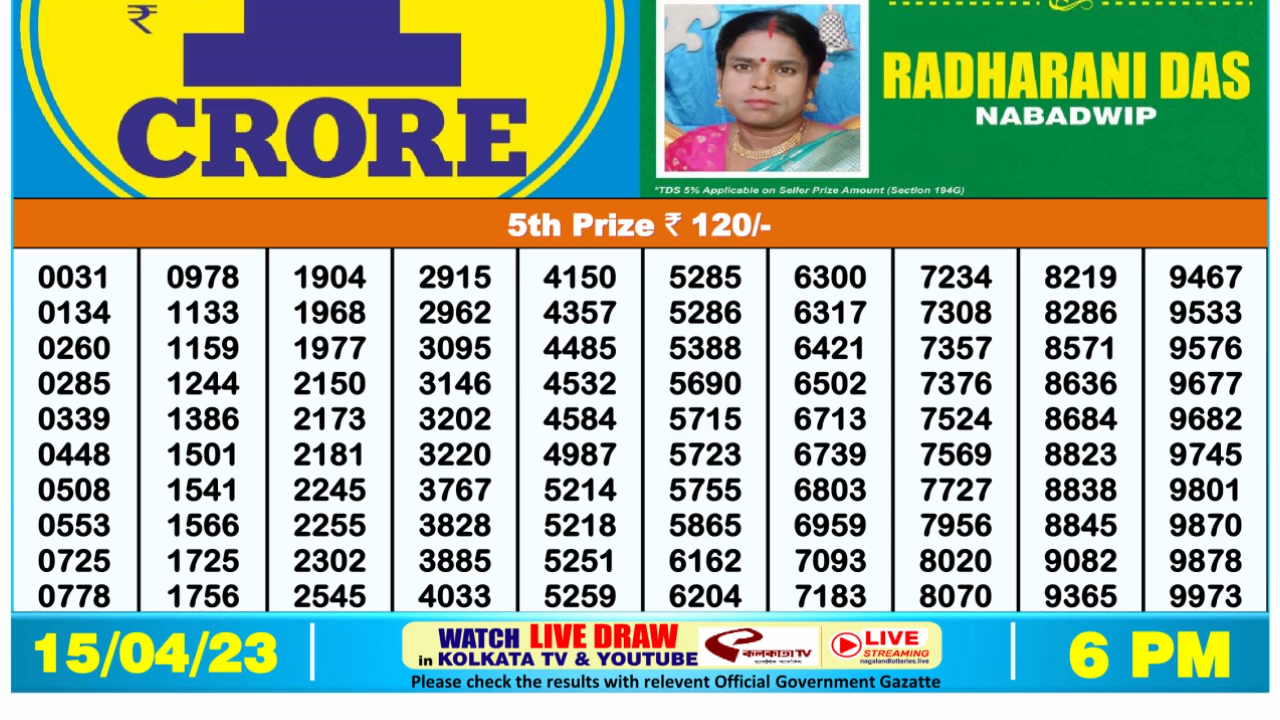 ₹
CRORE
RADHARANI DAS
NABADWIP
*TDS 5% Applicable on Seller Prize Amount (Section 194G)
5th Prize ₹ 120/-
0031 0978 1904 2915 4150 5285 6300 7234 8219 9467
0134 1133 1968 2962 4357 5286 6317 7308 8286 9533
0260 1159 1977 3095 4485 5388 6421 7357 8571 9576
0285 1244 2150 3146 4532 5690 6502 7376 8636 9677
0339 1386 2173 3202 4584 5715 6713 7524 8684 9682
0448 1501 2181 3220 4987 5723 6739 7569 8823 9745
0508 1541 2245 3767 5214 5755 6803 7727 8838 9801
0553 1566 2255 3828 5218 5865 6959 7956 8845 9870
0725 1725 2302 3885 5251 6162 7093 8020 9082 9878
0778 1756 2545 4033 5259 6204 7183 8070 9365 9973
15/04/23
WATCH LIVE DRAW
in KOLKATA TV & YOUTUBE
কলকাতাTV
LIVE
STREAMING
nagalandlotteries.live
Please check the results with relevent Official Government Gazatte
6 PM